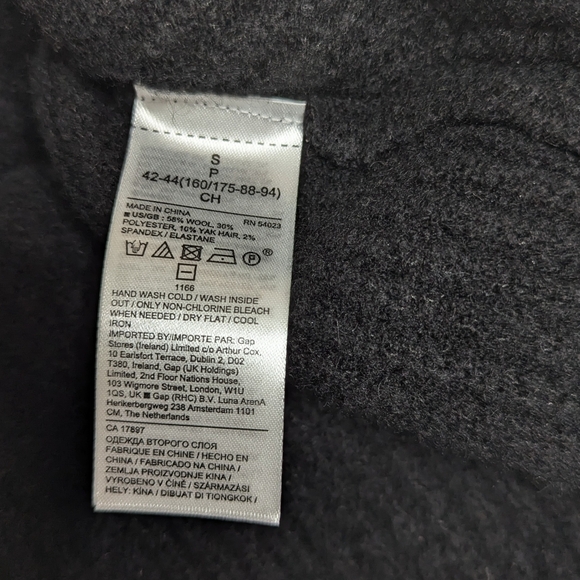 S
P
42-44(160/175-88-94)
CH
MADE IN CHINA RN 54023
■ US/GB : 58% WOOL, 30%
POLYESTER, 10% YAK HAIR, 2%
SPANDEX / ELASTANE
P ®
1166
HAND WASH COLD / WASH INSIDE
OUT / ONLY NON-CHLORINE BLEACH
WHEN NEEDED / DRY FLAT / COOL
IRON
IMPORTED BY/IMPORTE PAR: Gap
Stores (Ireland) Limited c/o Arthur Cox,
10 Earlsfort Terrace, Dublin 2, D02
T380, Ireland, Gap (UK Holdings)
Limited, 2nd Floor Nations House,
103 Wigmore Street, London, W1U
1QS, UK ■ Gap (RHC) B.V. Luna ArenA
Herikerbergweg 238 Amsterdam 1101
CM, The Netherlands
CA 17897
ОДЕЖДА ВТОРОГО СЛОЯ
FABRIQUE EN CHINE / HECHO EN
CHINA / FABRICADO NA CHINA /
ZEMLJA PROIZVODNJE KINA /
VYROBENO V ČÍNĚ / SZÁRMAZÁSI
HELY: KÍNA / DIBUAT DI TIONGKOK /